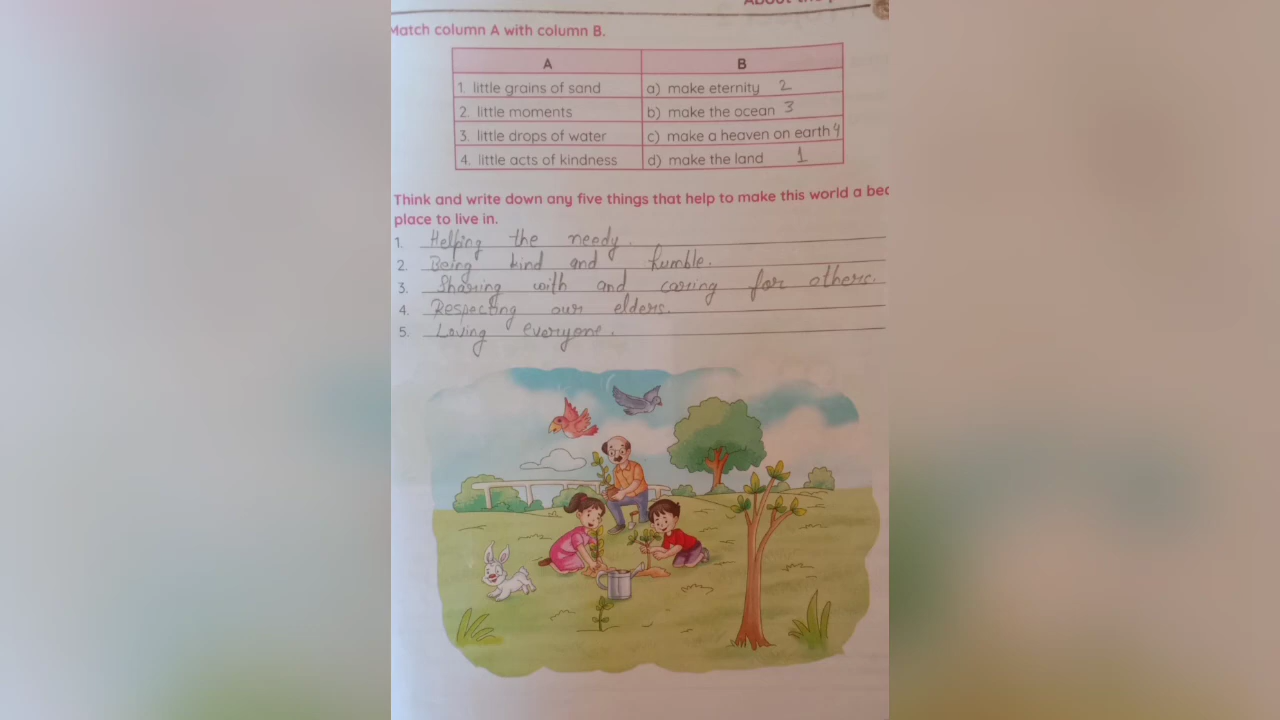 Match column A with column B.
A B
1. little grains of sand a) make eternity 2
2. little moments b) make the ocean 3
3. little drops of water c) make a heaven on earth 4
4. little acts of kindness d) make the land 1
Think and write down any five things that help to make this world a
place to live in.
1. Helping the needy.
2. Being kind and humble.
3. Sharing with and caring for others.
4. Respecting our elders.
5. Loving everyone.